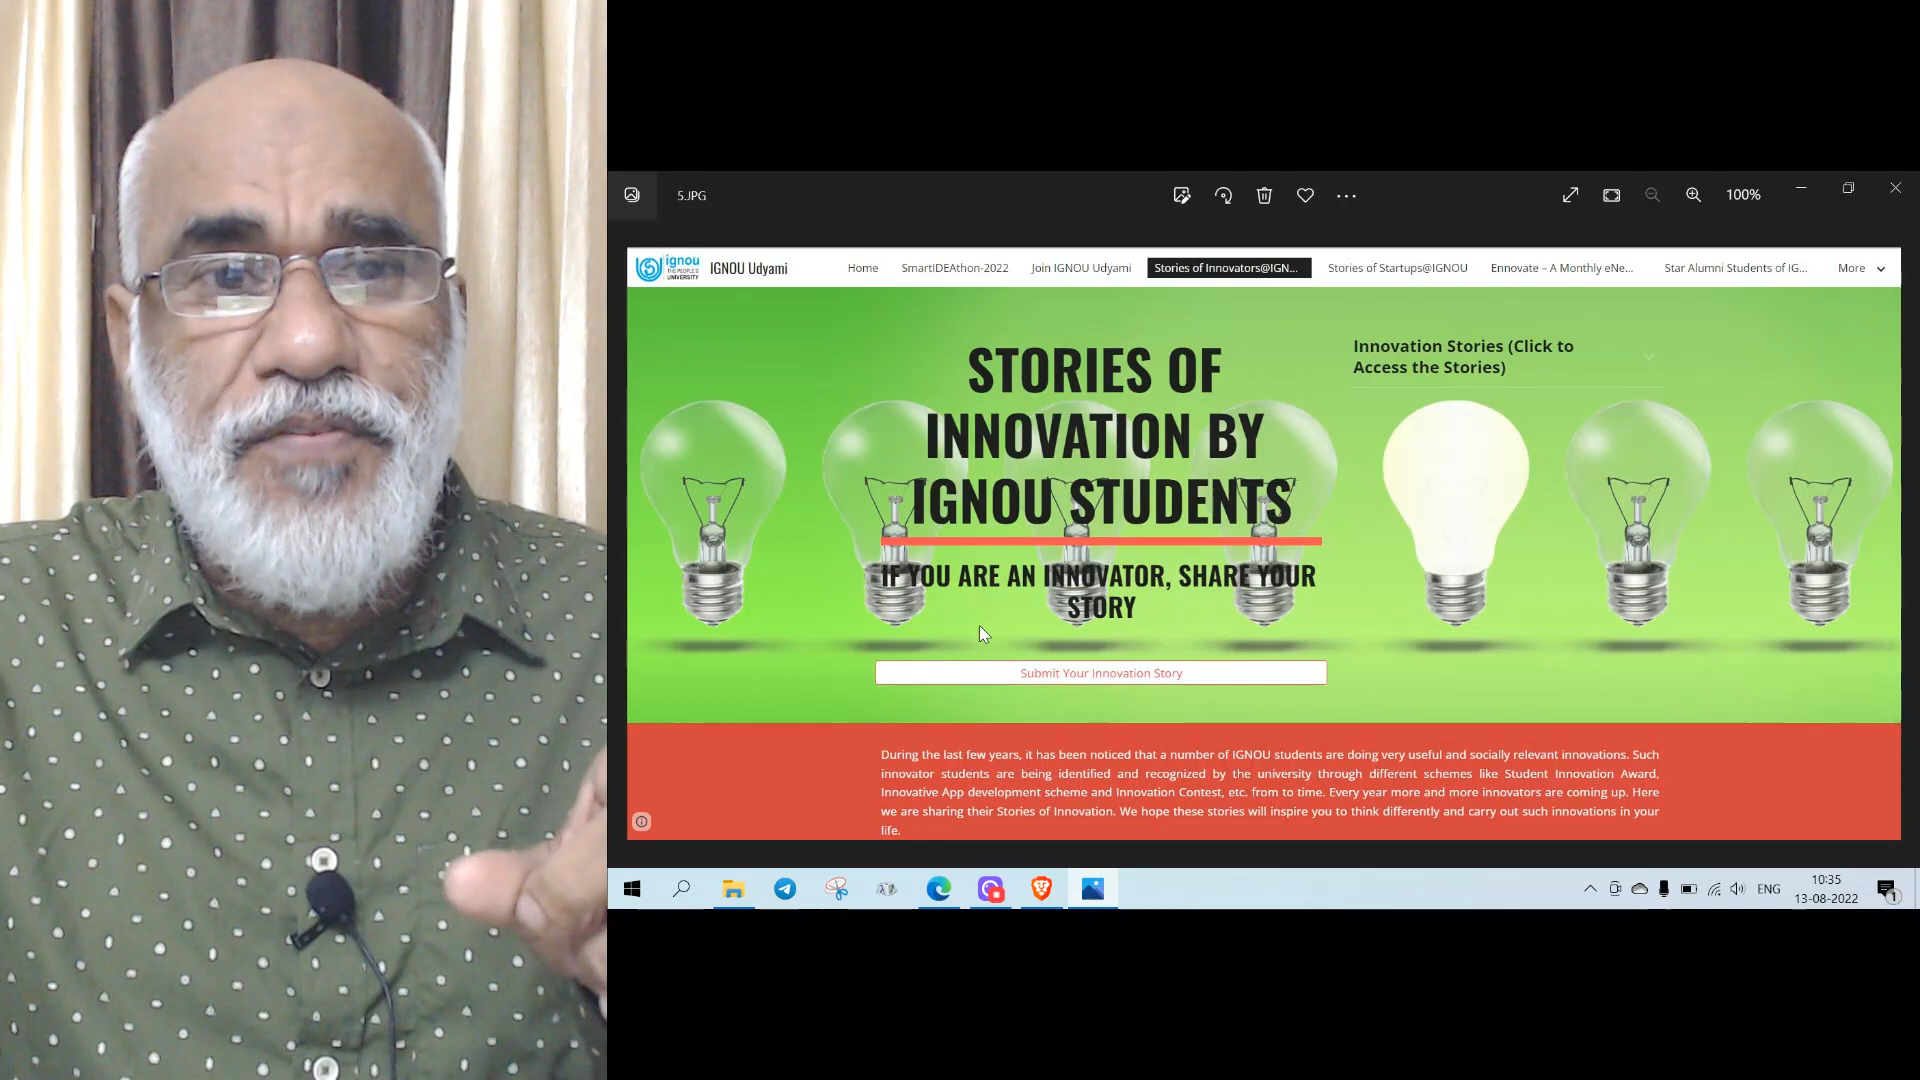 5.JPG
100%
ignou
THE PEOPLE'S
UNIVERSITY
IGNOU Udyami
Home
SmartIDEAthon-2022
Join IGNOU Udyami
Stories of Innovators@IGN...
Stories of Startups@IGNOU
Ennovate – A Monthly eNe...
Star Alumni Students of IG...
More
STORIES OF
INNOVATION BY
IGNOU STUDENTS
IF YOU ARE AN INNOVATOR, SHARE YOUR
STORY
Submit Your Innovation Story
Innovation Stories (Click to
Access the Stories)
During the last few years, it has been noticed that a number of IGNOU students are doing very useful and socially relevant innovations. Such
innovator students are being identified and recognized by the university through different schemes like Student Innovation Award,
Innovative App development scheme and Innovation Contest, etc. from to time. Every year more and more innovators are coming up. Here
we are sharing their Stories of Innovation. We hope these stories will inspire you to think differently and carry out such innovations in your
life.
ENG
10:35
13-08-2022
1